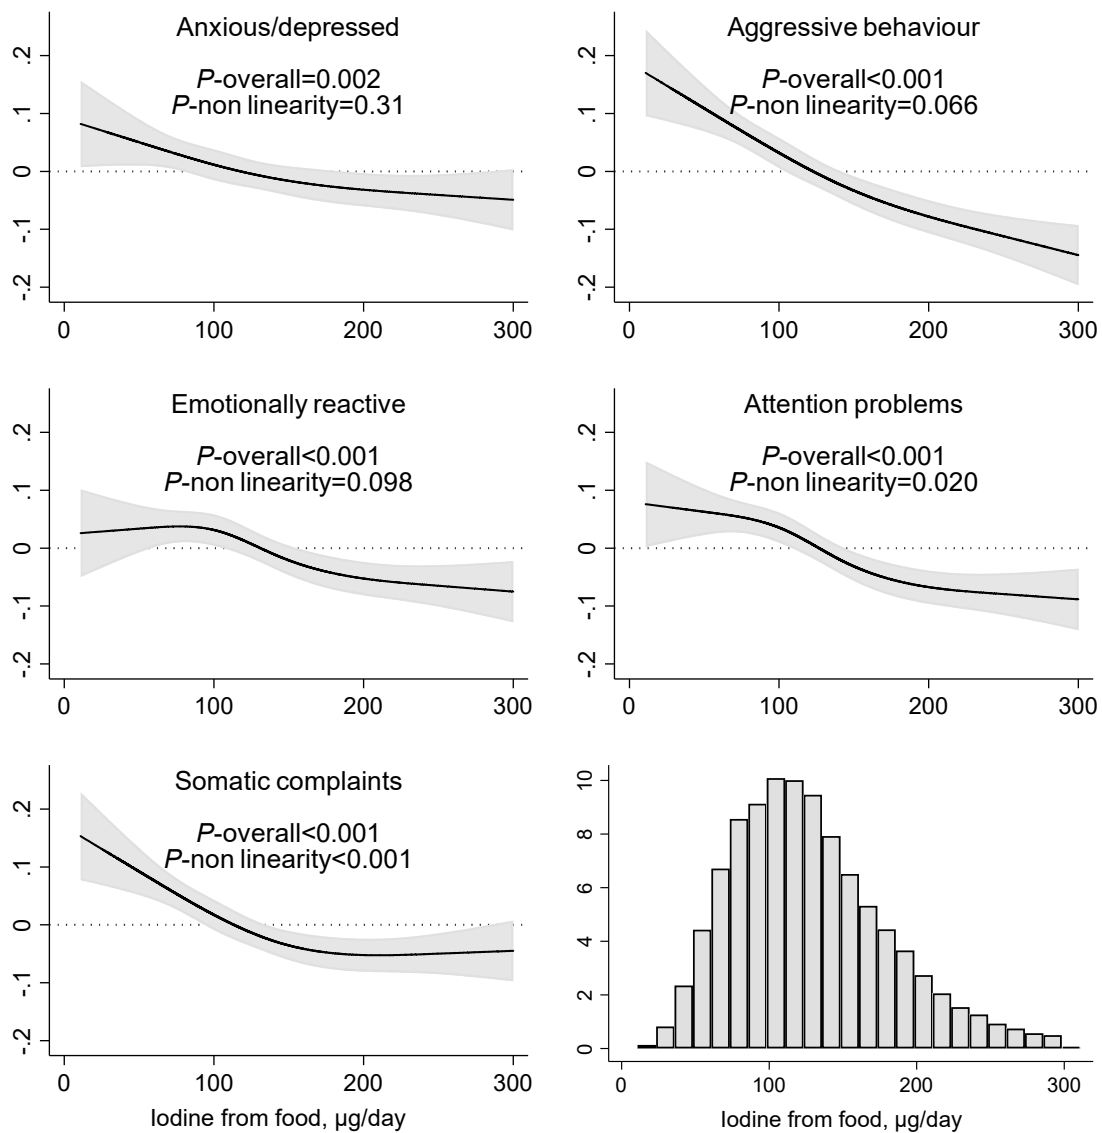 Anxious/depressed
P-overall=0.002
P-non linearity=0.31
.2
.1
0
-.1
-.2
0 100 200 300
Aggressive behaviour
P-overall<0.001
P-non linearity=0.066
.2
.1
0
-.1
-.2
0 100 200 300
Emotionally reactive
P-overall<0.001
P-non linearity=0.098
.2
.1
0
-.1
-.2
0 100 200 300
Attention problems
P-overall<0.001
P-non linearity=0.020
.2
.1
0
-.1
-.2
0 100 200 300
Somatic complaints
P-overall<0.001
P-non linearity<0.001
.2
.1
0
-.1
-.2
0 100 200 300
Iodine from food, µg/day
10
8
6
4
2
0
0 100 200 300
Iodine from food, µg/day